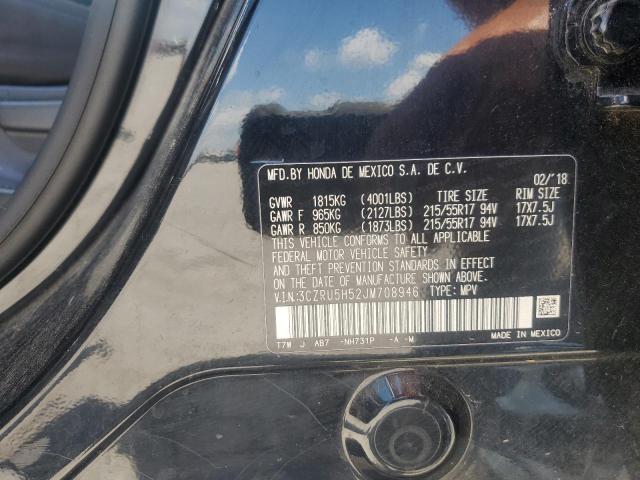 MFD.BY HONDA DE MEXICO S.A. DE C.V.
02/'18
GVWR 1815KG (4001LBS) TIRE SIZE RIM SIZE
GAWR F 965KG (2127LBS) 215/55R17 94V 17X7.5J
GAWR R 850KG (1873LBS) 215/55R17 94V 17X7.5J
THIS VEHICLE CONFORMS TO ALL APPLICABLE
FEDERAL MOTOR VEHICLE SAFETY
AND THEFT PREVENTION STANDARDS IN EFFECT
ON THE DATE OF MANUFACTURE SHOWN ABOVE.
V.I.N:3CZRU5H52JM708946 TYPE: MPV
T7W J AB7 -NH731P -A -M MADE IN MEXICO